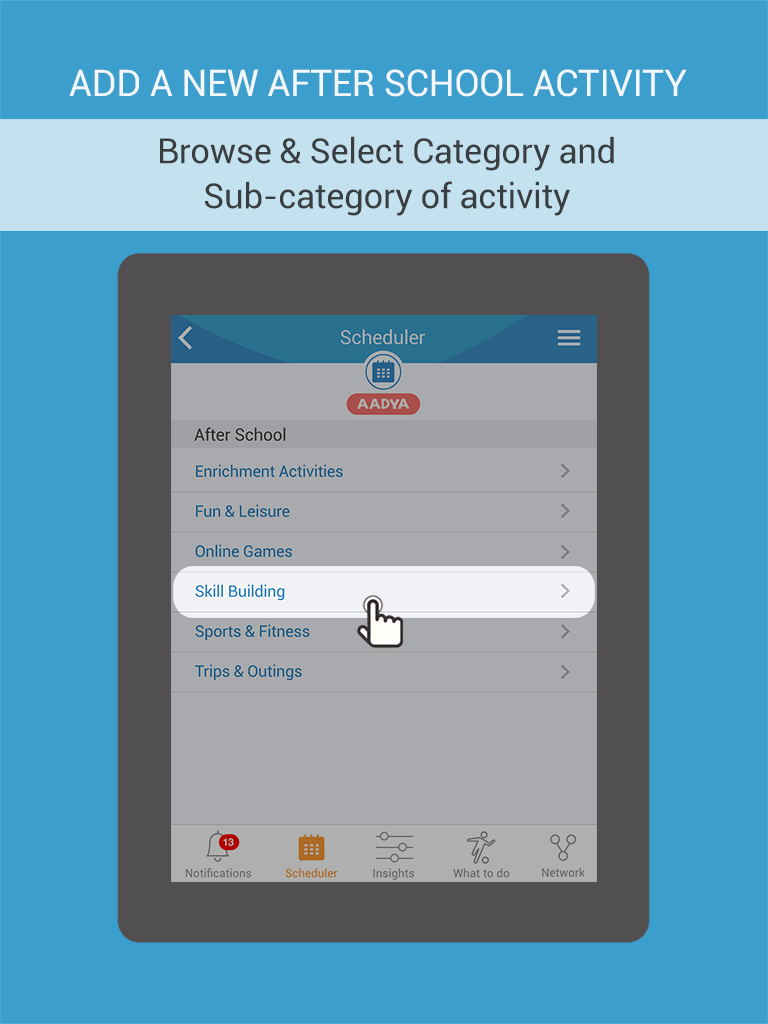 ADD A NEW AFTER SCHOOL ACTIVITY
Browse & Select Category and
Sub-category of activity
Scheduler
AADYA
After School
Enrichment Activities
Fun & Leisure
Online Games
Skill Building
Sports & Fitness
Trips & Outings
13
Notifications
Scheduler
Insights
What to do
Network